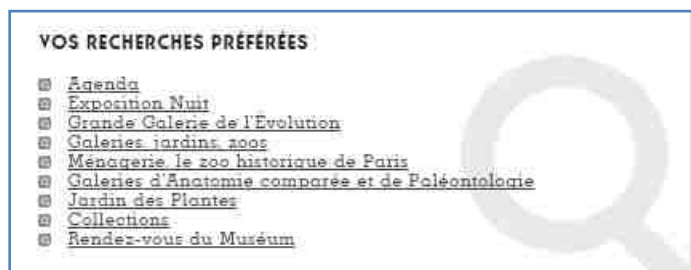 VOS RECHERCHES PRÉFÉRÉES
Agenda
Exposition Nuit
Grande Galerie de l'Évolution
Galeries, jardins, zoos
Ménagerie, le zoo historique de Paris
Galeries d'Anatomie comparée et de Paléontologie
Jardin des Plantes
Collections
Rendez-vous du Muséum